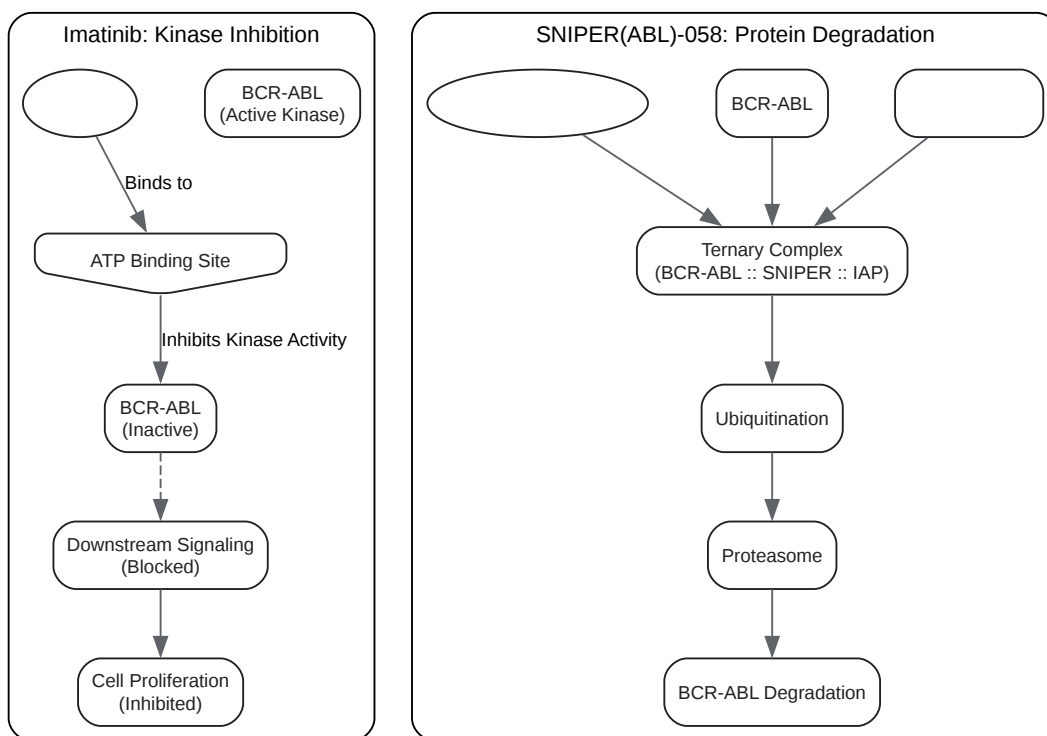 Imatinib: Kinase Inhibition
BCR-ABL
(Active Kinase)
Binds to
ATP Binding Site
Inhibits Kinase Activity
BCR-ABL
(Inactive)
Downstream Signaling
(Blocked)
Cell Proliferation
(Inhibited)
SNIPER(ABL)-058: Protein Degradation
BCR-ABL
Ternary Complex
(BCR-ABL :: SNIPER :: IAP)
Ubiquitination
Proteasome
BCR-ABL Degradation